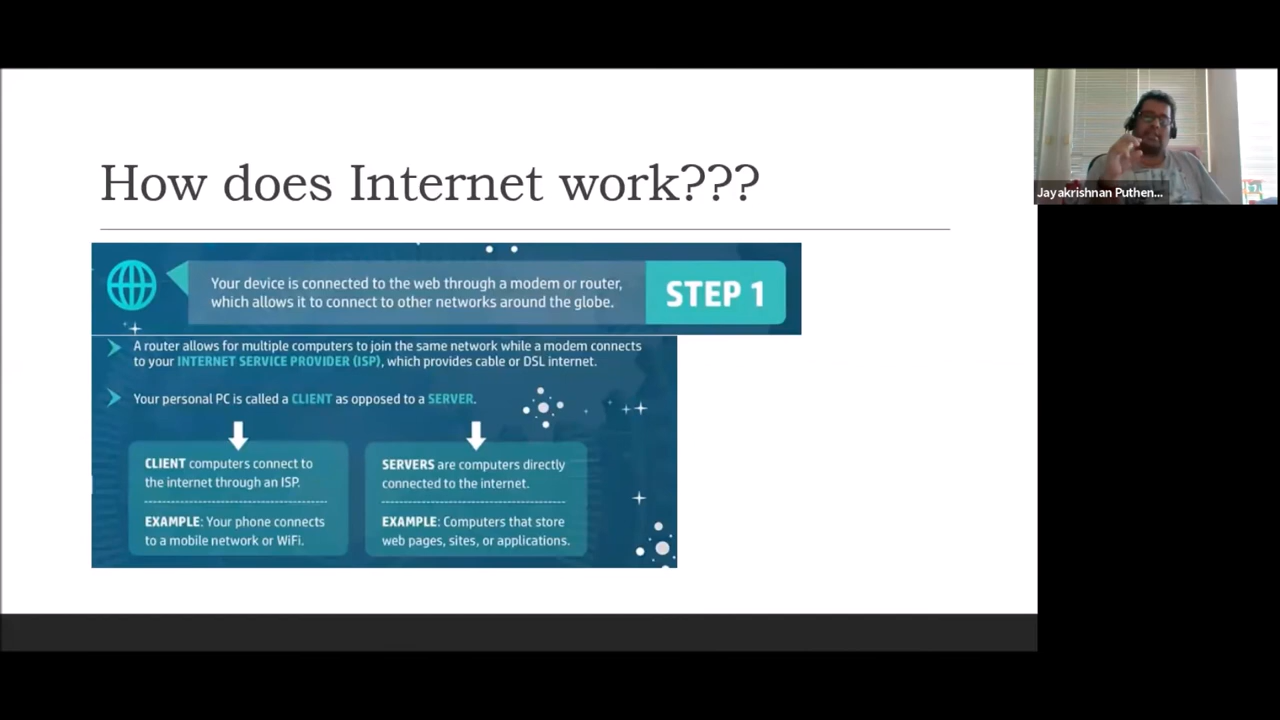 How does Internet work???
Your device is connected to the web through a modem or router,
which allows it to connect to other networks around the globe.
STEP 1
A router allows for multiple computers to join the same network while a modem connects
to your INTERNET SERVICE PROVIDER (ISP), which provides cable or DSL internet.
Your personal PC is called a CLIENT as opposed to a SERVER.
CLIENT computers connect to
the internet through an ISP.
EXAMPLE: Your phone connects
to a mobile network or WiFi.
SERVERS are computers directly
connected to the internet.
EXAMPLE: Computers that store
web pages, sites, or applications.
Jayakrishnan Puthen...